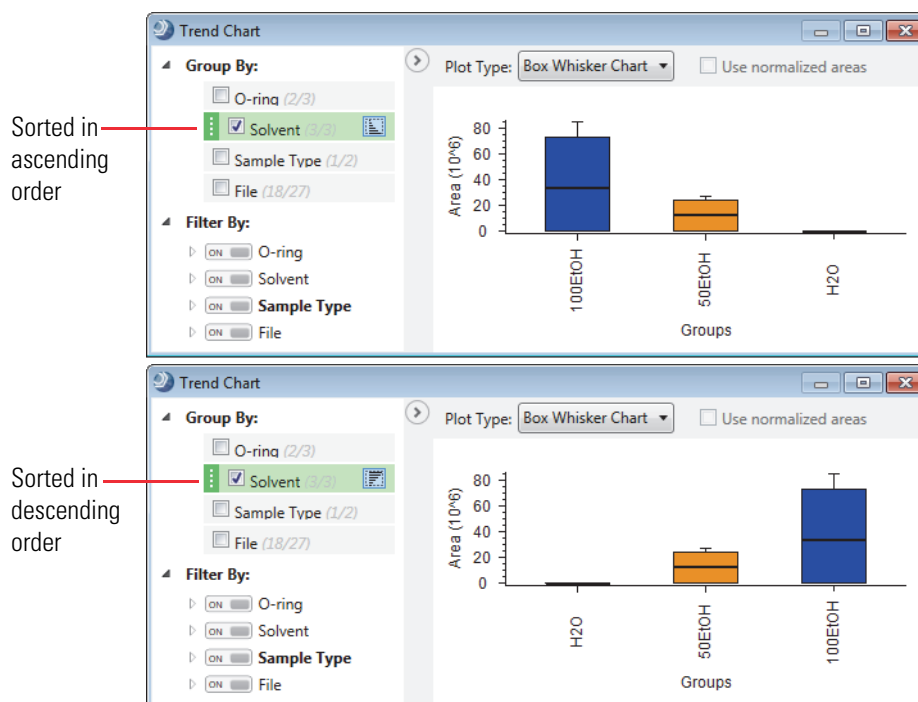 Trend Chart
Group By:
O-ring (2/3)
Solvent (3/3)
Sample Type (1/2)
File (18/27)
Filter By:
ON O-ring
ON Solvent
ON Sample Type
ON File
Plot Type: Box Whisker Chart Use normalized areas
Area (10^6)
80
60
40
20
0
100EtOH 50EtOH H2O
Groups
Sorted in
ascending
order
Trend Chart
Group By:
O-ring (2/3)
Solvent (3/3)
Sample Type (1/2)
File (18/27)
Filter By:
ON O-ring
ON Solvent
ON Sample Type
ON File
Plot Type: Box Whisker Chart Use normalized areas
Area (10^6)
80
60
40
20
0
H2O 50EtOH 100EtOH
Groups
Sorted in
descending
order